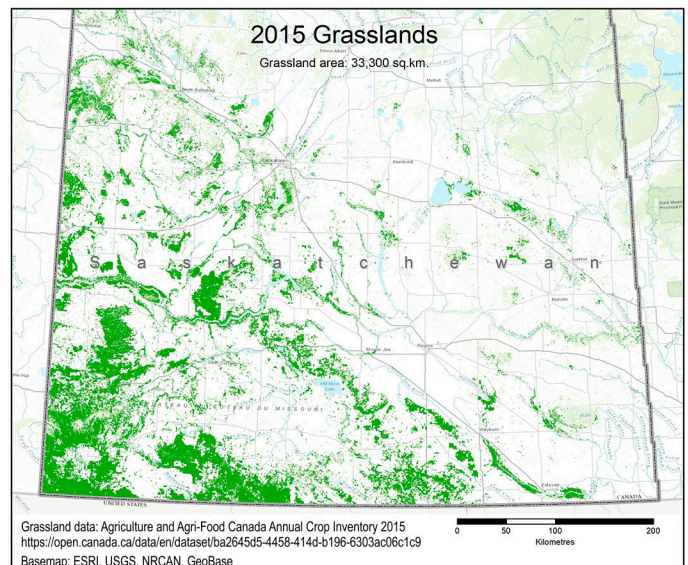 2015 Grasslands
Grassland area: 33,300 sq.km.
Prince Albert
Melfort
North Battleford
Saskatoon
Humboldt
Saskatchewan
Yorkton
Melville
Moose Jaw
Regina
DU MISSOURI
Weyburn
Estevan
UNITED STATES
CANADA
Grassland data: Agriculture and Agri-Food Canada Annual Crop Inventory 2015
https://open.canada.ca/data/en/dataset/ba2645d5-4458-414d-b196-6303ac06c1c9
Basemap: ESRI, USGS, NRCAN, GeoBase
0 50 100 200
Kilometres